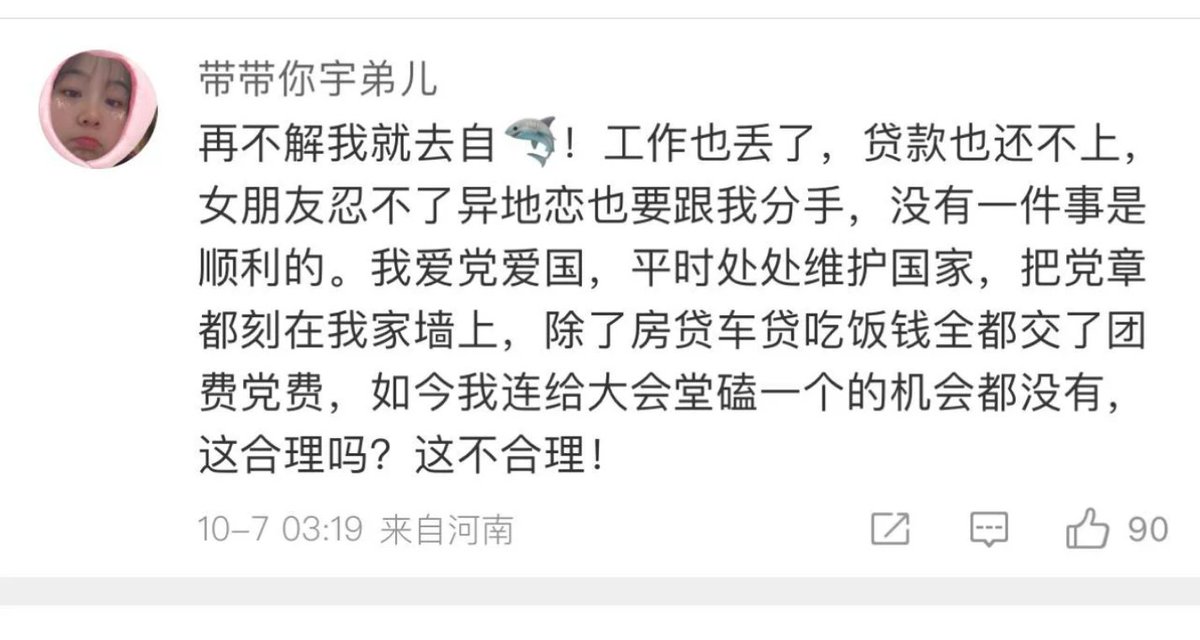 带带你宇弟儿
再不解我就去自🦈！工作也丢了，贷款也还不上，
女朋友忍不了异地恋也要跟我分手，没有一件事是
顺利的。我爱党爱国，平时处处维护国家，把党章
都刻在我家墙上，除了房贷车贷吃饭钱全都交了团
费党费，如今我连给大会堂磕一个的机会都没有，
这合理吗？这不合理！
10-7 03:19 来自河南
90